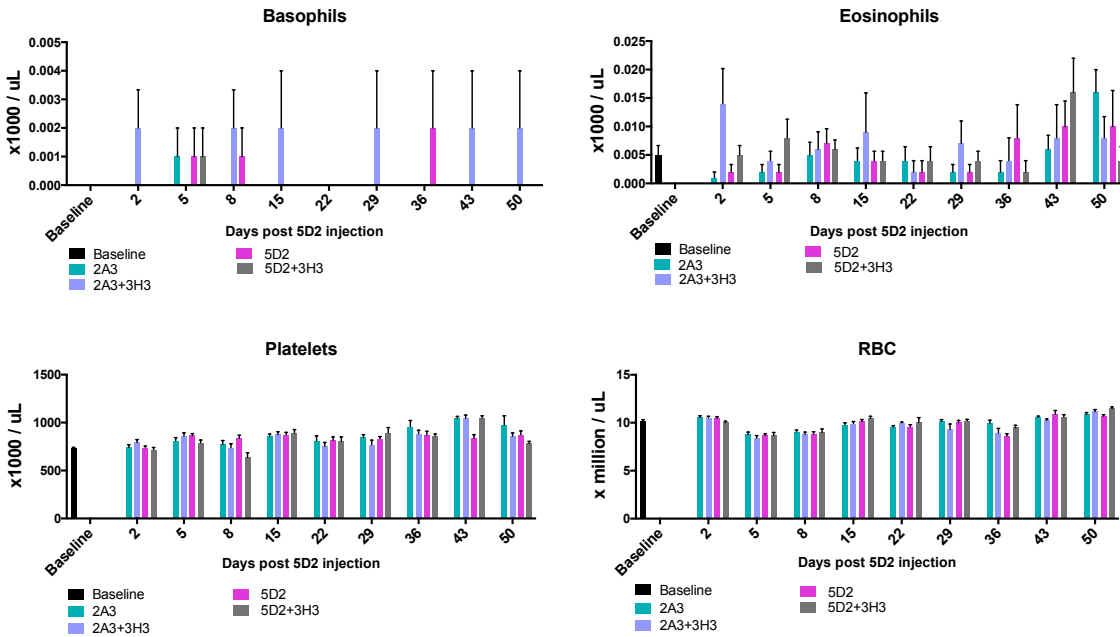 Basophils
x1000 / uL
0.005
0.004
0.003
0.002
0.001
0.000
Baseline 2 5 8 15 22 29 36 43 50
Days post 5D2 injection
Baseline 5D2
2A3 5D2+3H3
2A3+3H3
Eosinophils
x1000 / uL
0.025
0.020
0.015
0.010
0.005
0.000
Baseline 2 5 8 15 22 29 36 43 50
Days post 5D2 injection
Baseline 5D2
2A3 5D2+3H3
2A3+3H3
Platelets
x1000 / uL
1500
1000
500
0
Baseline 2 5 8 15 22 29 36 43 50
Days post 5D2 injection
Baseline 5D2
2A3 5D2+3H3
2A3+3H3
RBC
x million / uL
15
10
5
0
Baseline 2 5 8 15 22 29 36 43 50
Days post 5D2 injection
Baseline 5D2
2A3 5D2+3H3
2A3+3H3